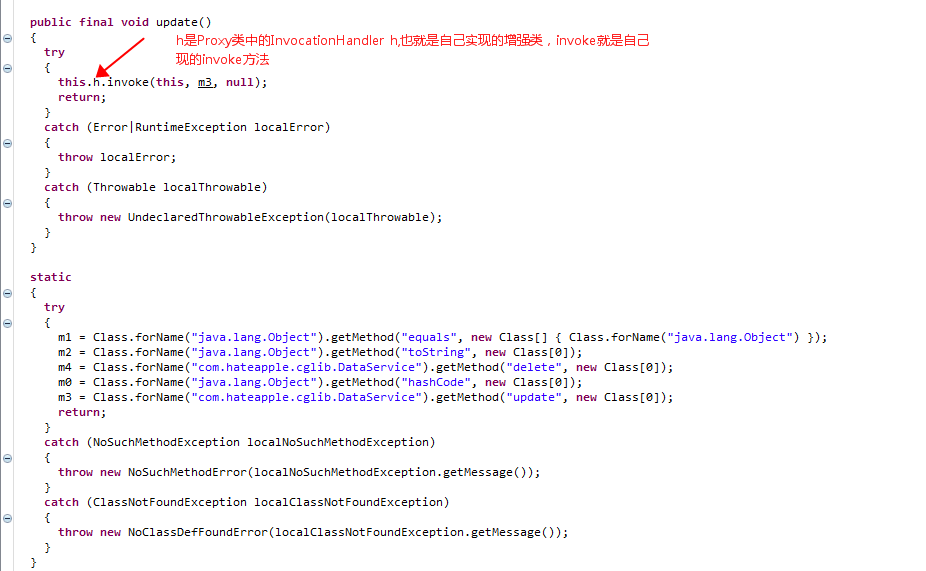 public final void update()
{
h是Proxy类中的InvocationHandler h,也就是自己实现的增强类，invoke就是自己
现的invoke方法
try
{
this.h.invoke(this, m3, null);
return;
}
catch (Error|RuntimeException localError)
{
throw localError;
}
catch (Throwable localThrowable)
{
throw new UndeclaredThrowableException(localThrowable);
}
}
static
{
try
{
m1 = Class.forName("java.lang.Object").getMethod("equals", new Class[] { Class.forName("java.lang.Object") });
m2 = Class.forName("java.lang.Object").getMethod("toString", new Class[0]);
m4 = Class.forName("com.hateapple.cglib.DataService").getMethod("delete", new Class[0]);
m0 = Class.forName("java.lang.Object").getMethod("hashCode", new Class[0]);
m3 = Class.forName("com.hateapple.cglib.DataService").getMethod("update", new Class[0]);
return;
}
catch (NoSuchMethodException localNoSuchMethodException)
{
throw new NoSuchMethodError(localNoSuchMethodException.getMessage());
}
catch (ClassNotFoundException localClassNotFoundException)
{
throw new NoClassDefFoundError(localClassNotFoundException.getMessage());
}
}